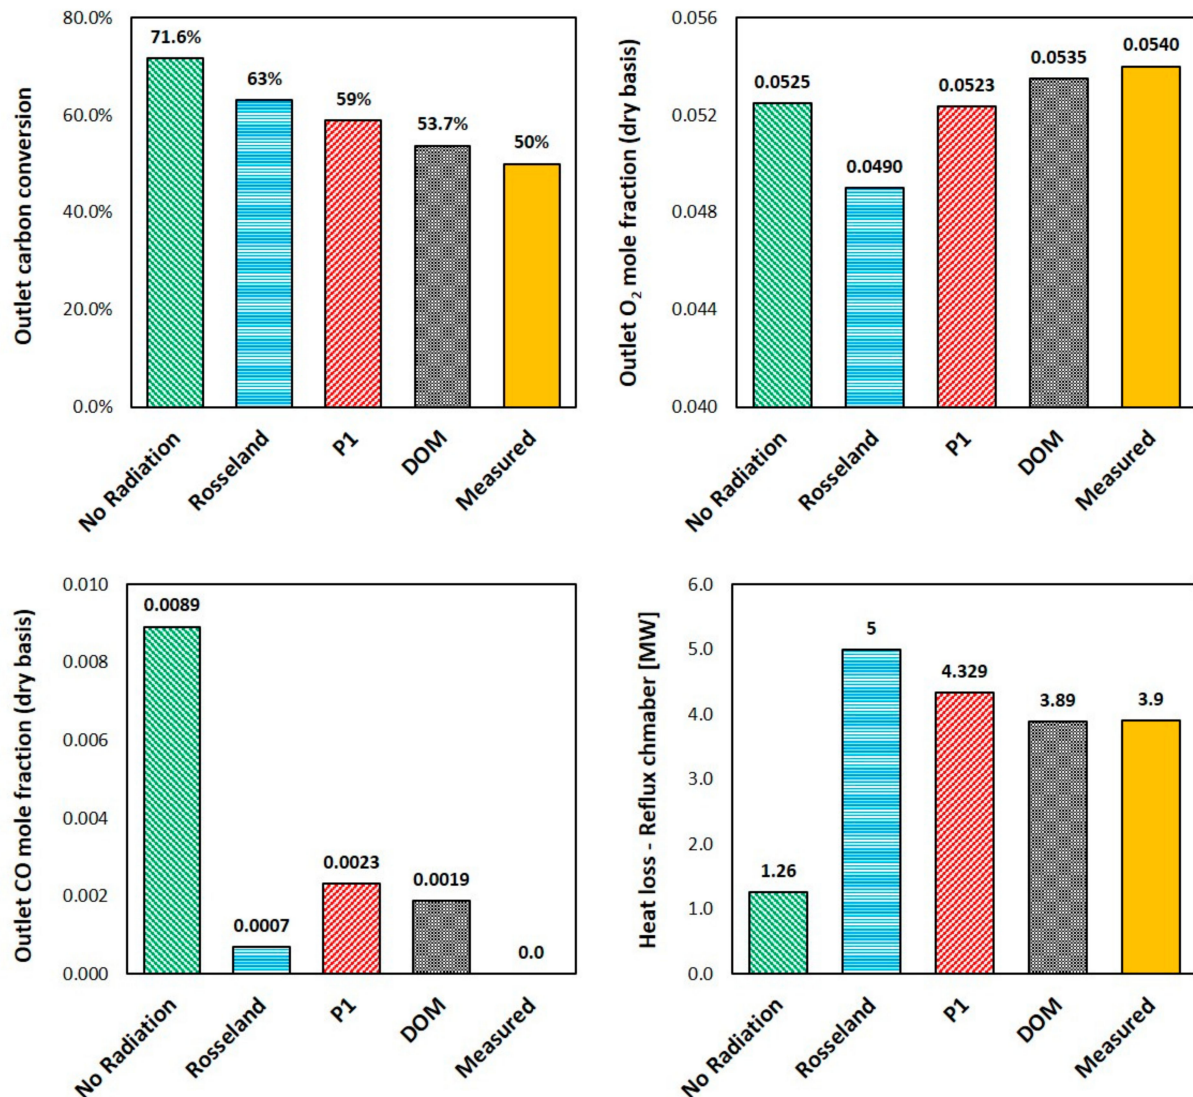 Outlet carbon conversion
80.0%
60.0%
40.0%
20.0%
0.0%
71.6%
63%
59%
53.7%
50%
No Radiation
Rosseland
P1
DOM
Measured
Outlet O₂ mole fraction (dry basis)
0.056
0.052
0.048
0.044
0.040
0.0525
0.0490
0.0523
0.0535
0.0540
No Radiation
Rosseland
P1
DOM
Measured
Outlet CO mole fraction (dry basis)
0.010
0.008
0.006
0.004
0.002
0.000
0.0089
0.0007
0.0023
0.0019
0.0
No Radiation
Rosseland
P1
DOM
Measured
Heat loss - Reflux chmaber [MW]
6.0
5.0
4.0
3.0
2.0
1.0
0.0
1.26
5
4.329
3.89
3.9
No Radiation
Rosseland
P1
DOM
Measured